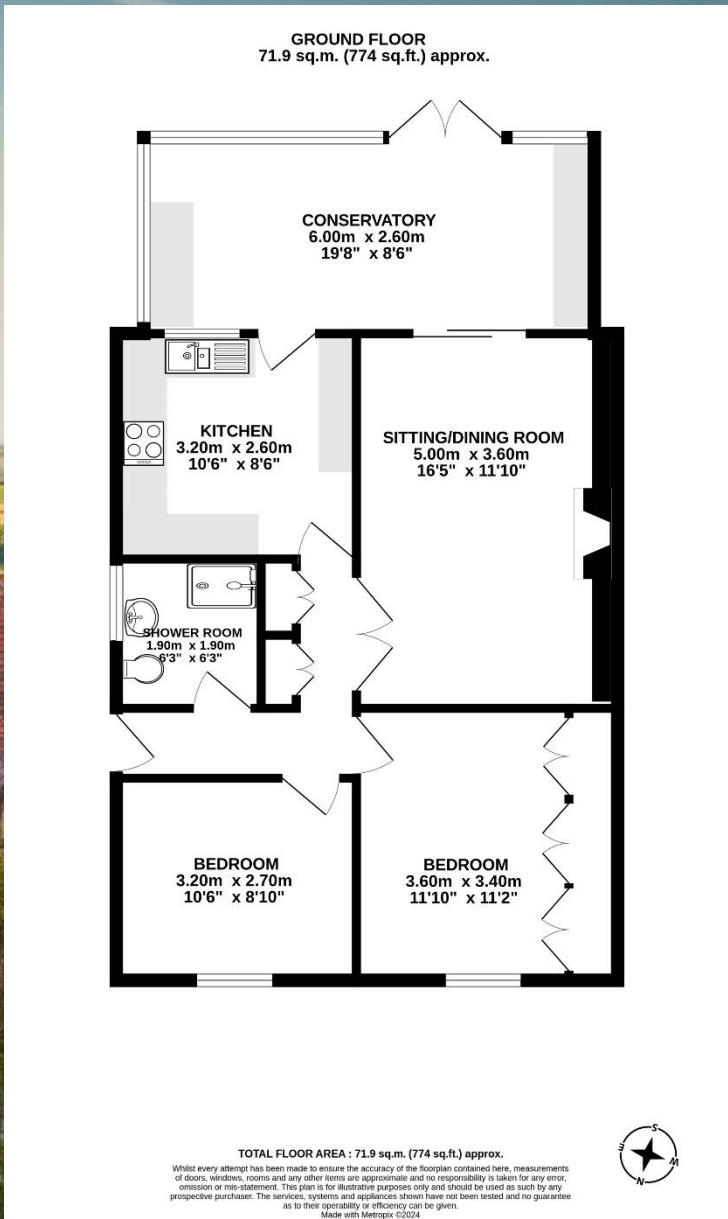 GROUND FLOOR
71.9 sq.m. (774 sq.ft.) approx.
CONSERVATORY
6.00m x 2.60m
19'8" x 8'6"
KITCHEN
3.20m x 2.60m
10'6" x 8'6"
SITTING/DINING ROOM
5.00m x 3.60m
16'5" x 11'10"
SHOWER ROOM
1.90m x 1.90m
6'3" x 6'3"
BEDROOM
3.20m x 2.70m
10'6" x 8'10"
BEDROOM
3.60m x 3.40m
11'10" x 11'2"
S
E
W
N
TOTAL FLOOR AREA : 71.9 sq.m. (774 sq.ft.) approx.
Whilst every attempt has been made to ensure the accuracy of the floorplan contained here, measurements
of doors, windows, rooms and any other items are approximate and no responsibility is taken for any error,
omission or mis-statement. This plan is for illustrative purposes only and should be used as such by any
prospective purchaser. The services, systems and appliances shown have not been tested and no guarantee
as to their operability or efficiency can be given.
Made with Metropix ©2024